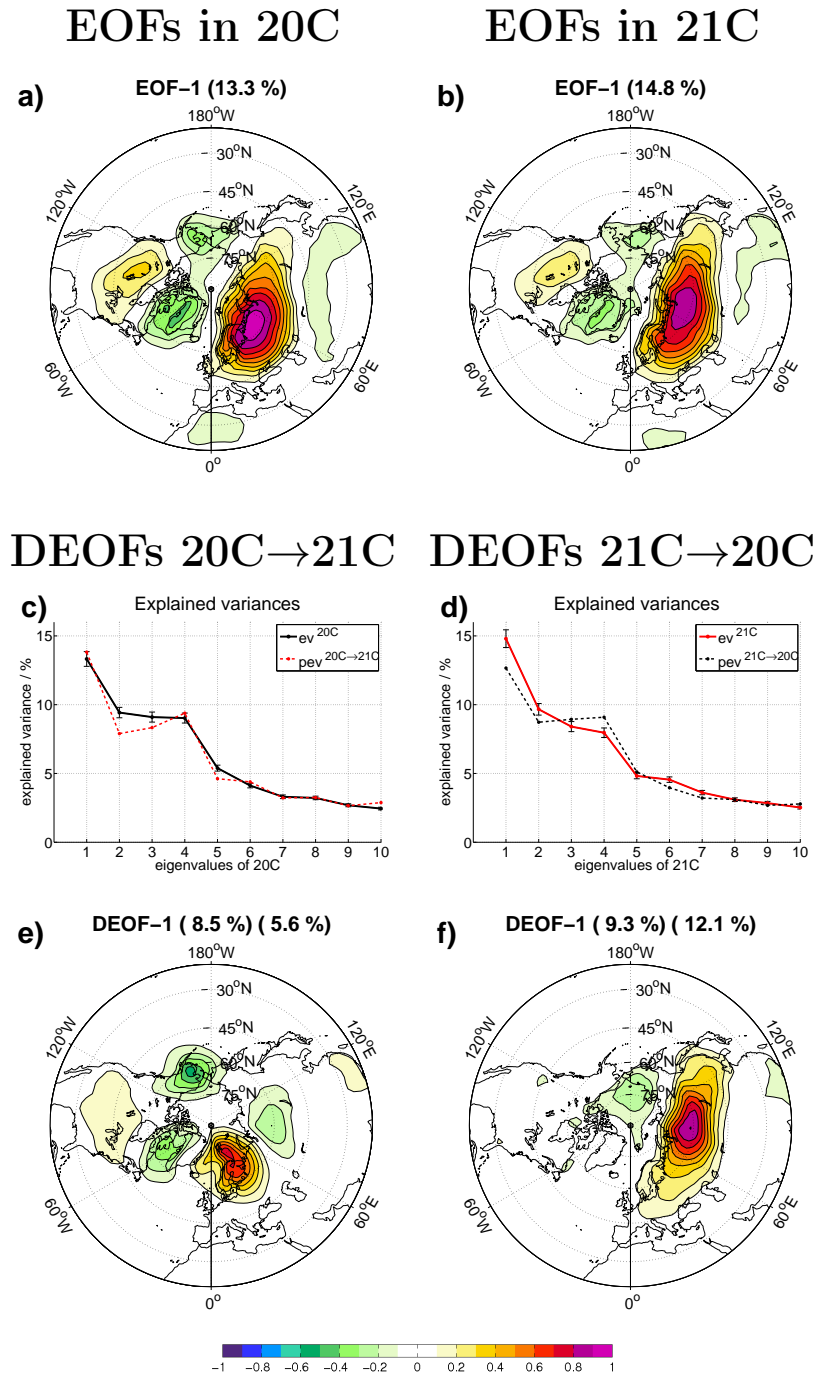 EOFs in 20C EOFs in 21C
a) EOF−1 (13.3 %) b) EOF−1 (14.8 %)
180°W 180°W
30°N 30°N
45°N 45°N
60°N 60°N
75°N 75°N
120°W 120°E 120°W 120°E
60°W 60°E 60°W 60°E
0° 0°
DEOFs 20C→21C DEOFs 21C→20C
c) Explained variances d) Explained variances
ev 20C ev 21C
pev 20C→21C pev 21C→20C
explained variance / % explained variance / %
15 15
10 10
5 5
0 0
1 2 3 4 5 6 7 8 9 10 1 2 3 4 5 6 7 8 9 10
eigenvalues of 20C eigenvalues of 21C
e) DEOF−1 ( 8.5 %) ( 5.6 %) f) DEOF−1 ( 9.3 %) ( 12.1 %)
180°W 180°W
30°N 30°N
45°N 45°N
60°N 60°N
75°N 75°N
120°W 120°E 120°W 120°E
60°W 60°E 60°W 60°E
0° 0°
−1 −0.8 −0.6 −0.4 −0.2 0 0.2 0.4 0.6 0.8 1